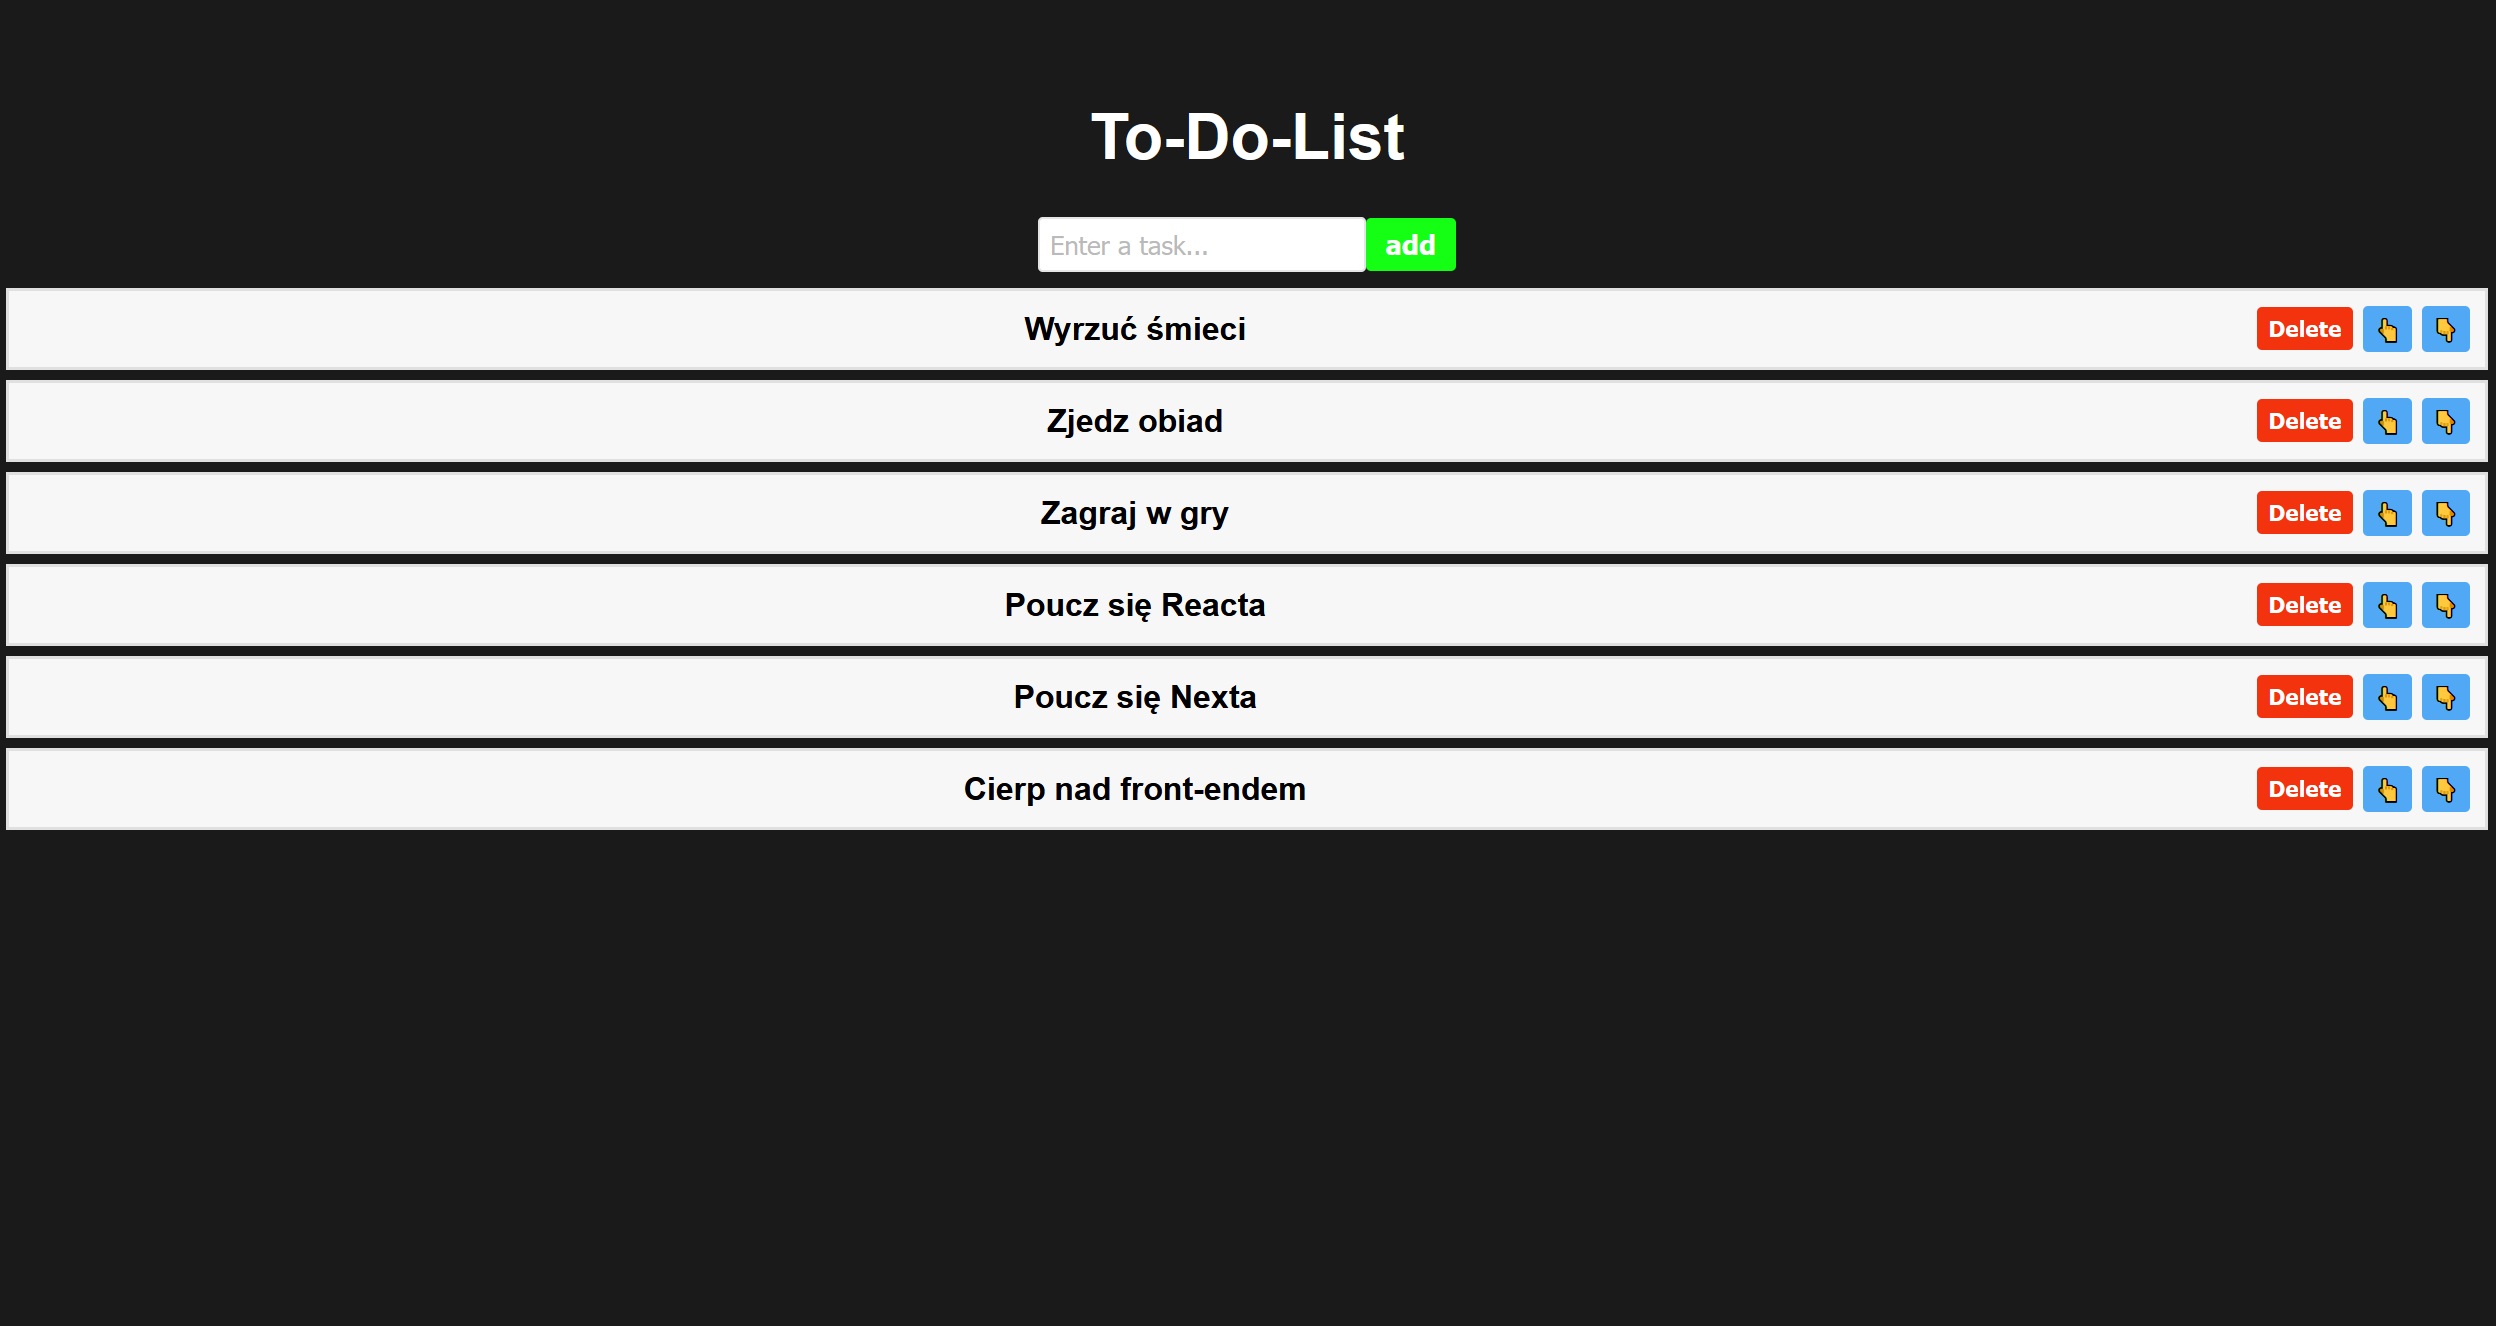 To-Do-List
Enter a task... add
Wyrzuć śmieci Delete 👆 👇
Zjedz obiad Delete 👆 👇
Zagraj w gry Delete 👆 👇
Poucz się Reacta Delete 👆 👇
Poucz się Nexta Delete 👆 👇
Cierp nad front-endem Delete 👆 👇